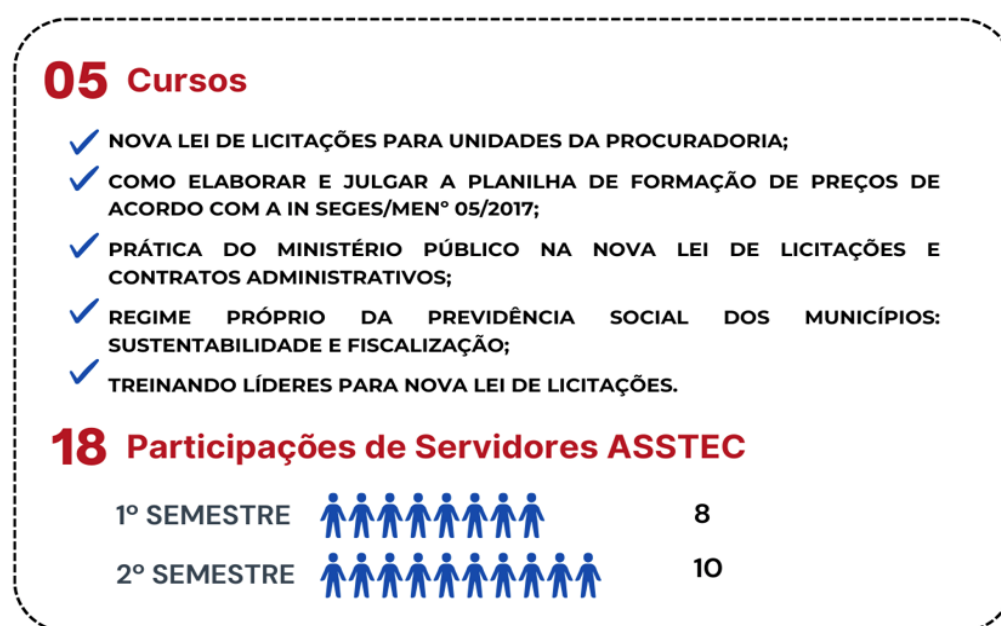 05 Cursos
NOVA LEI DE LICITAÇÕES PARA UNIDADES DA PROCURADORIA;
COMO ELABORAR E JULGAR A PLANILHA DE FORMAÇÃO DE PREÇOS DE
ACORDO COM A IN SEGES/MENº 05/2017;
PRÁTICA DO MINISTÉRIO PÚBLICO NA NOVA LEI DE LICITAÇÕES E
CONTRATOS ADMINISTRATIVOS;
REGIME PRÓPRIO DA PREVIDÊNCIA SOCIAL DOS MUNICÍPIOS:
SUSTENTABILIDADE E FISCALIZAÇÃO;
TREINANDO LÍDERES PARA NOVA LEI DE LICITAÇÕES.
18 Participações de Servidores ASSTEC
1º SEMESTRE 8
2º SEMESTRE 10